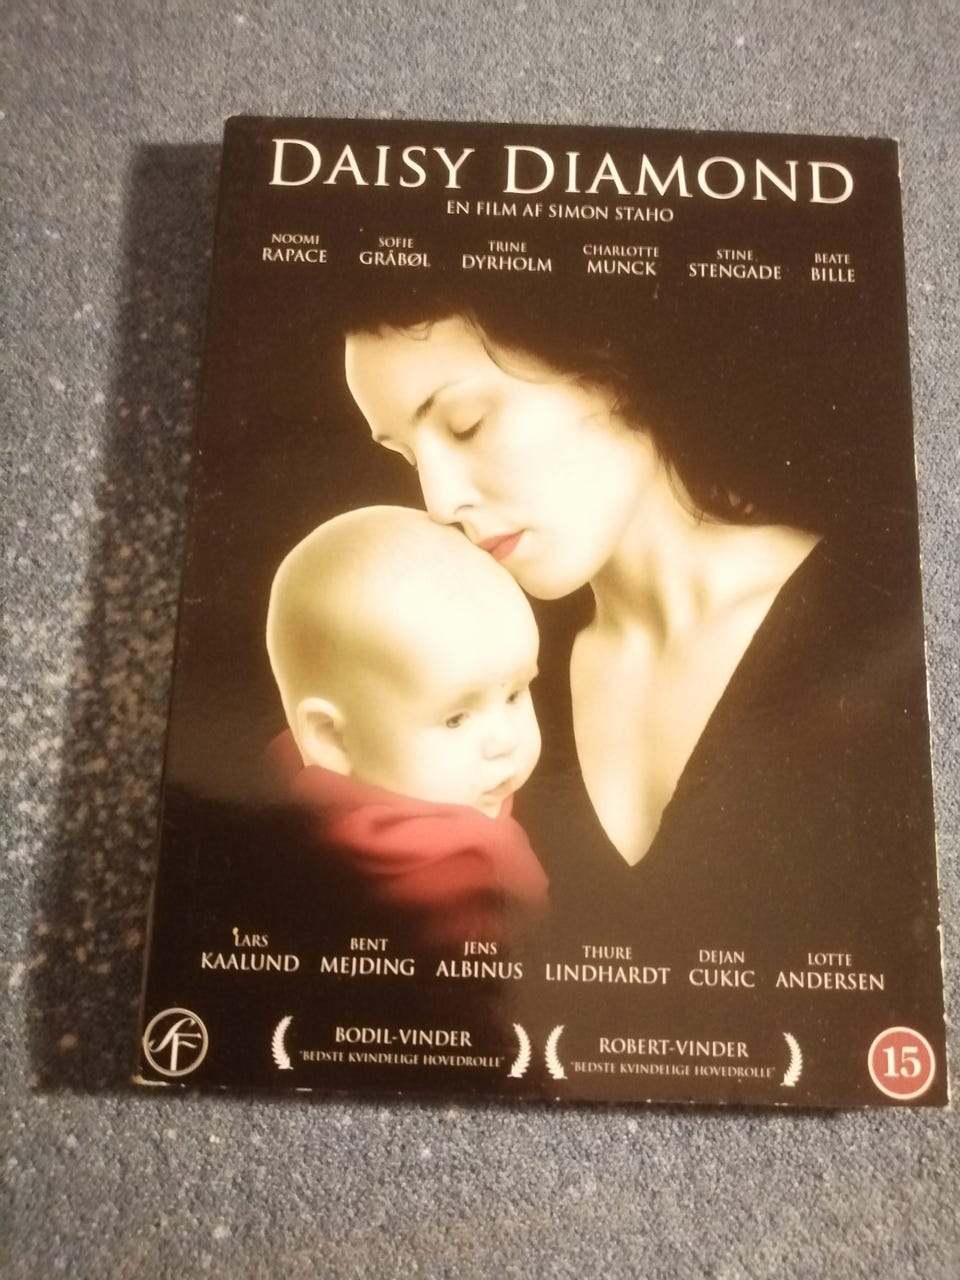 DAISY DIAMOND
EN FILM AF SIMON STAHO
NOOMI RAPACE
SOFIE GRÅBØL
TRINE DYRHOLM
CHARLOTTE MUNCK
STINE STENGADE
BEATE BILLE
LARS KAALUND
BENT MEJDING
JENS ALBINUS
THURE LINDHARDT
DEJAN CUKIC
LOTTE ANDERSEN
BODIL-VINDER
"BEDSTE KVINDELIGE HOVEDROLLE"
ROBERT-VINDER
"BEDSTE KVINDELIGE HOVEDROLLE"
SF
15